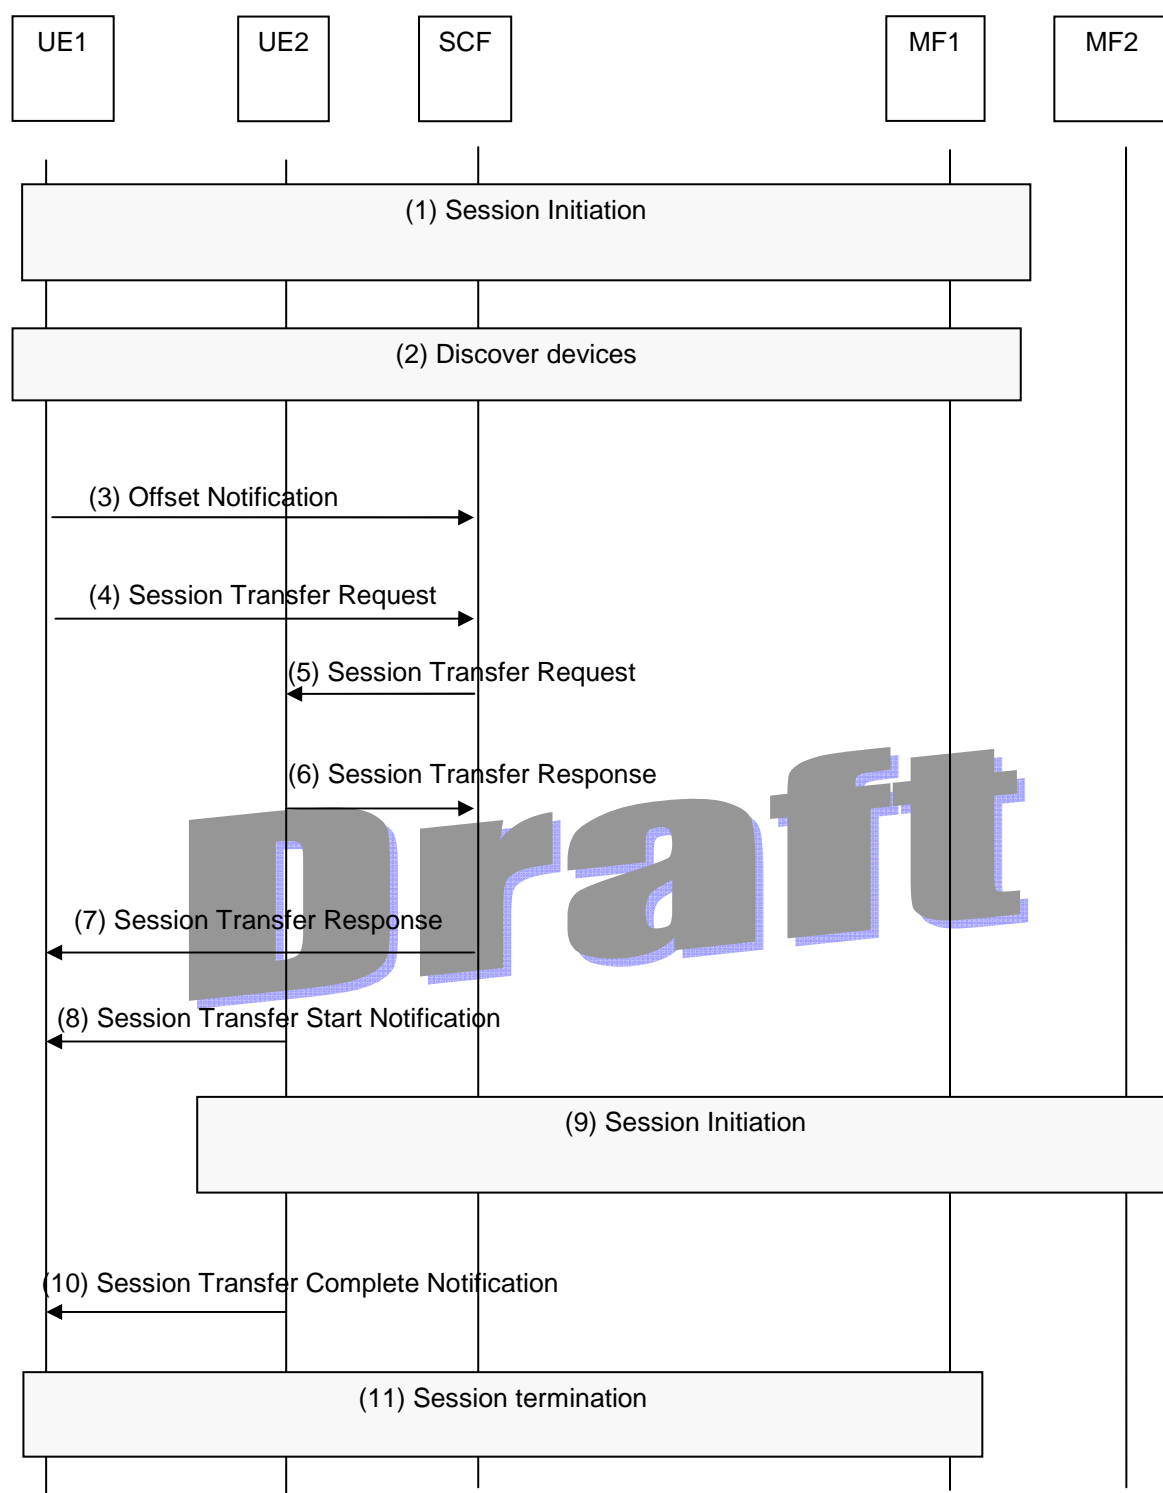 UE1
UE2
SCF
MF1
MF2
(1) Session Initiation
(2) Discover devices
(3) Offset Notification
(4) Session Transfer Request
(5) Session Transfer Request
(6) Session Transfer Response
Draft
(7) Session Transfer Response
(8) Session Transfer Start Notification
(9) Session Initiation
(10) Session Transfer Complete Notification
(11) Session termination